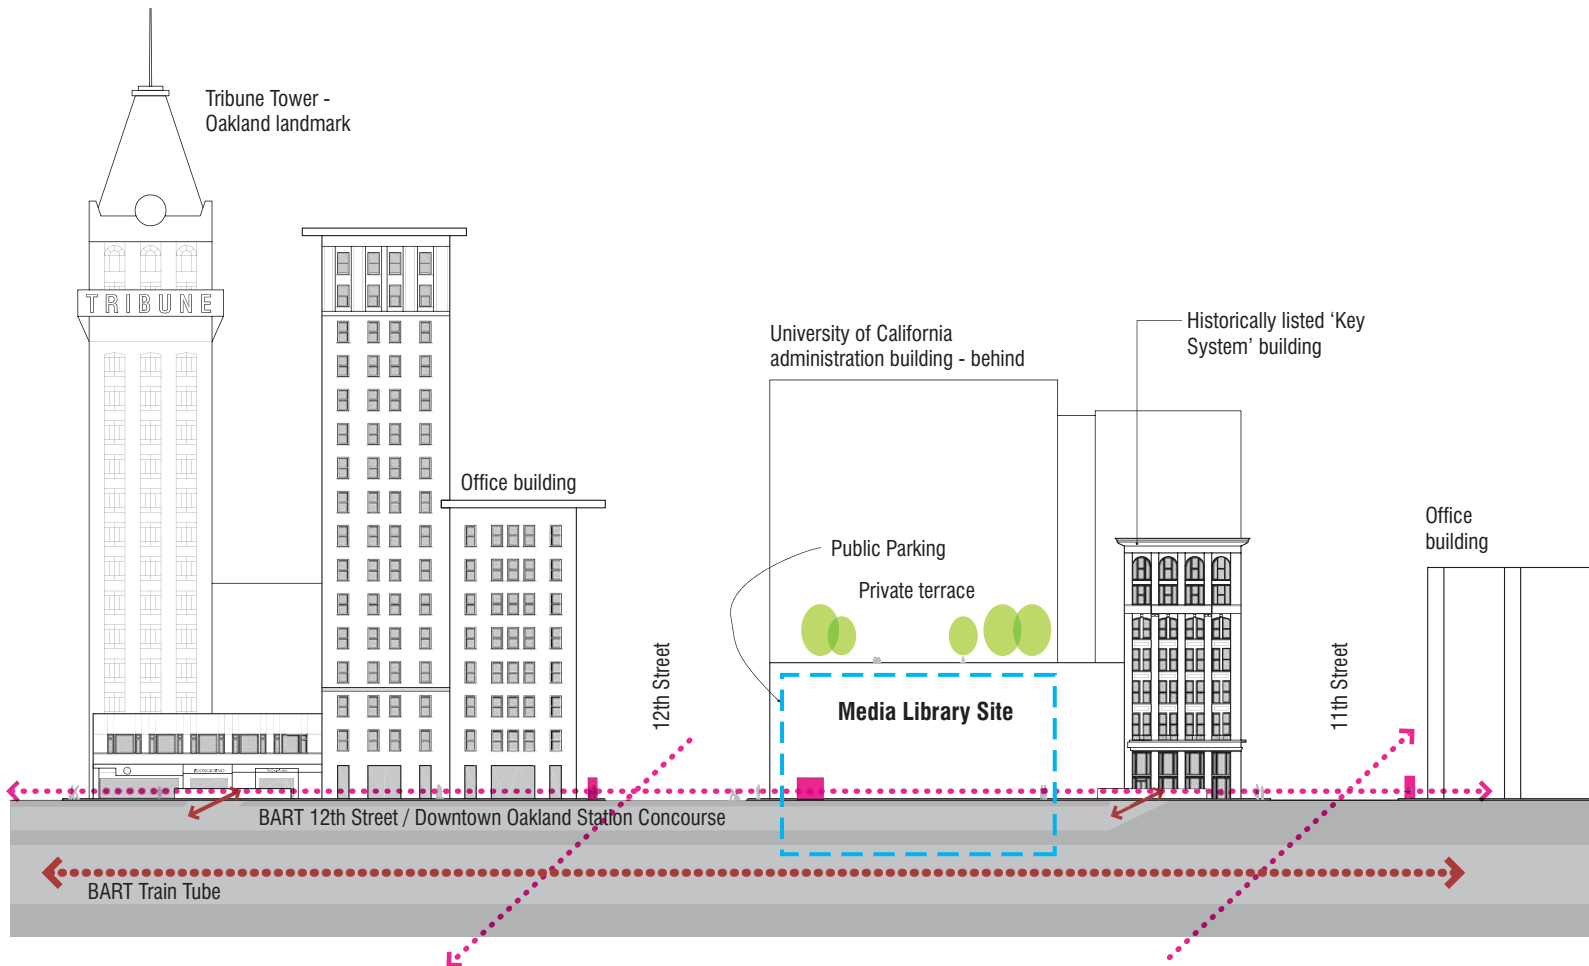 Tribune Tower -
Oakland landmark
TRIBUNE
University of California
administration building - behind
Historically listed ‘Key
System’ building
Office building
Office
building
Public Parking
Private terrace
12th Street
Media Library Site
11th Street
BART 12th Street / Downtown Oakland Station Concourse
BART Train Tube